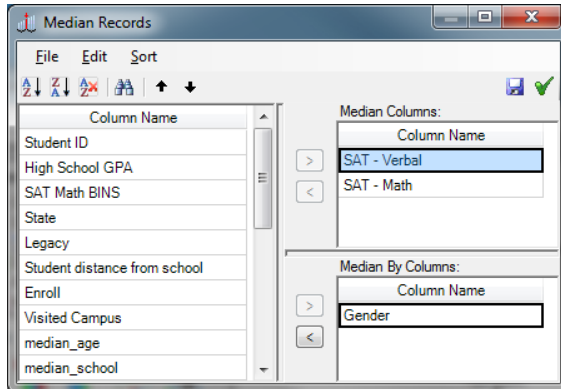 Median Records
File Edit Sort
Column Name
Student ID
High School GPA
SAT Math BINS
State
Legacy
Student distance from school
Enroll
Visited Campus
median_age
median_school
>
<
Median Columns:
Column Name
SAT - Verbal
SAT - Math
>
<
Median By Columns:
Column Name
Gender